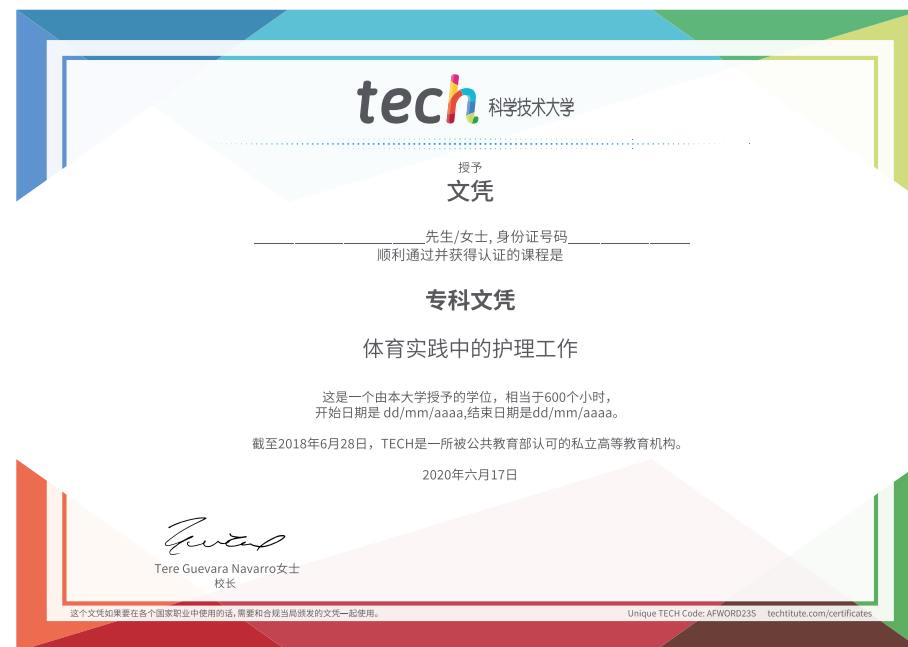 tech 科学技术大学
授予
文凭
先生/女士, 身份证号码
顺利通过并获得认证的课程是
专科文凭
体育实践中的护理工作
这是一个由本大学授予的学位，相当于600个小时，
开始日期是 dd/mm/aaaa,结束日期是dd/mm/aaaa。
截至2018年6月28日，TECH是一所被公共教育部认可的私立高等教育机构。
2020年六月17日
Tere Guevara Navarro女士
校长
这个文凭如果要在各个国家职业中使用的话,需要和合规当局颁发的文凭一起使用。
Unique TECH Code: AFWORD23S techtitute.com/certificates